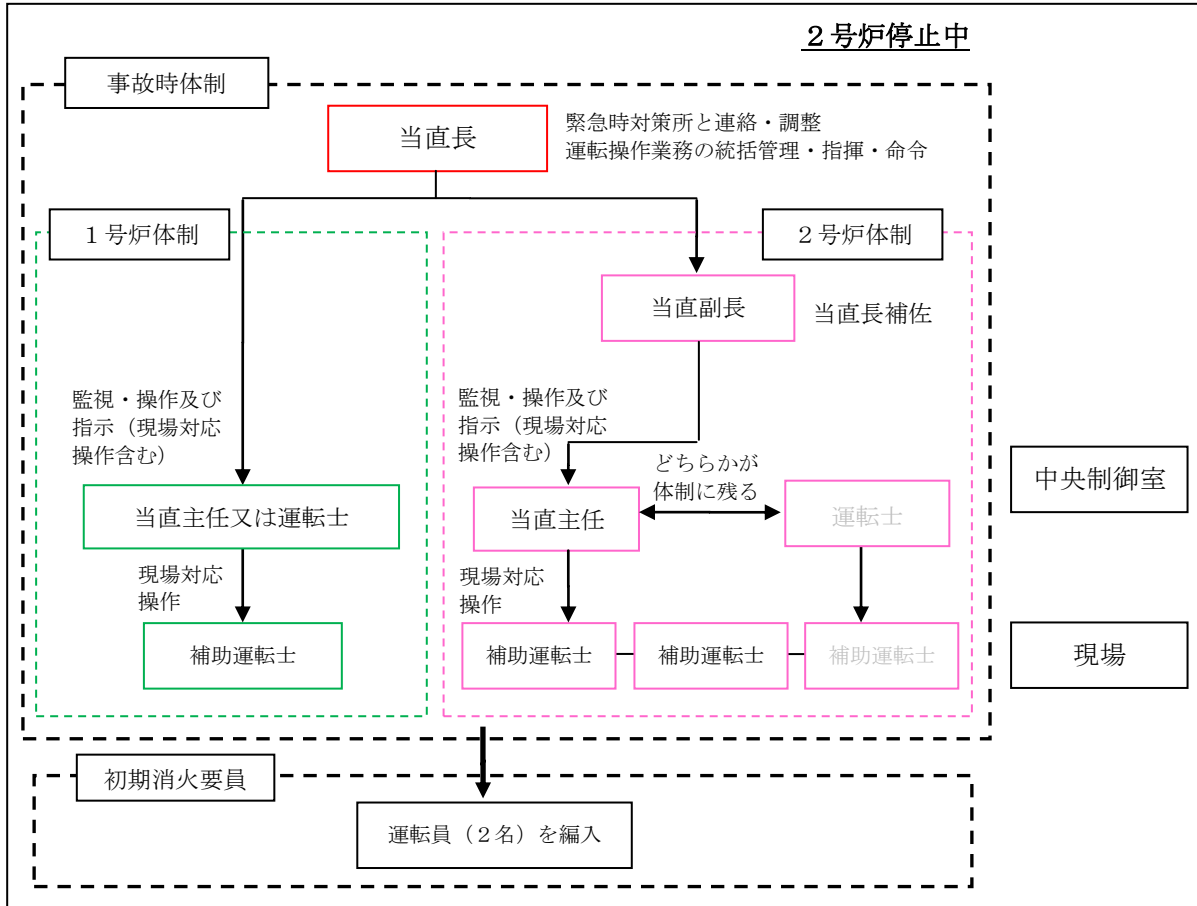 ２号炉停止中
事故時体制
当直長
緊急時対策所と連絡・調整
運転操作業務の統括管理・指揮・命令
１号炉体制
２号炉体制
当直副長
当直長補佐
監視・操作及び
指示（現場対応
操作含む）
監視・操作及び
指示（現場対応
操作含む）
どちらかが
体制に残る
中央制御室
当直主任又は運転士
当直主任
運転士
現場対応
操作
現場対応
操作
補助運転士
補助運転士
補助運転士
補助運転士
現場
初期消火要員
運転員（２名）を編入